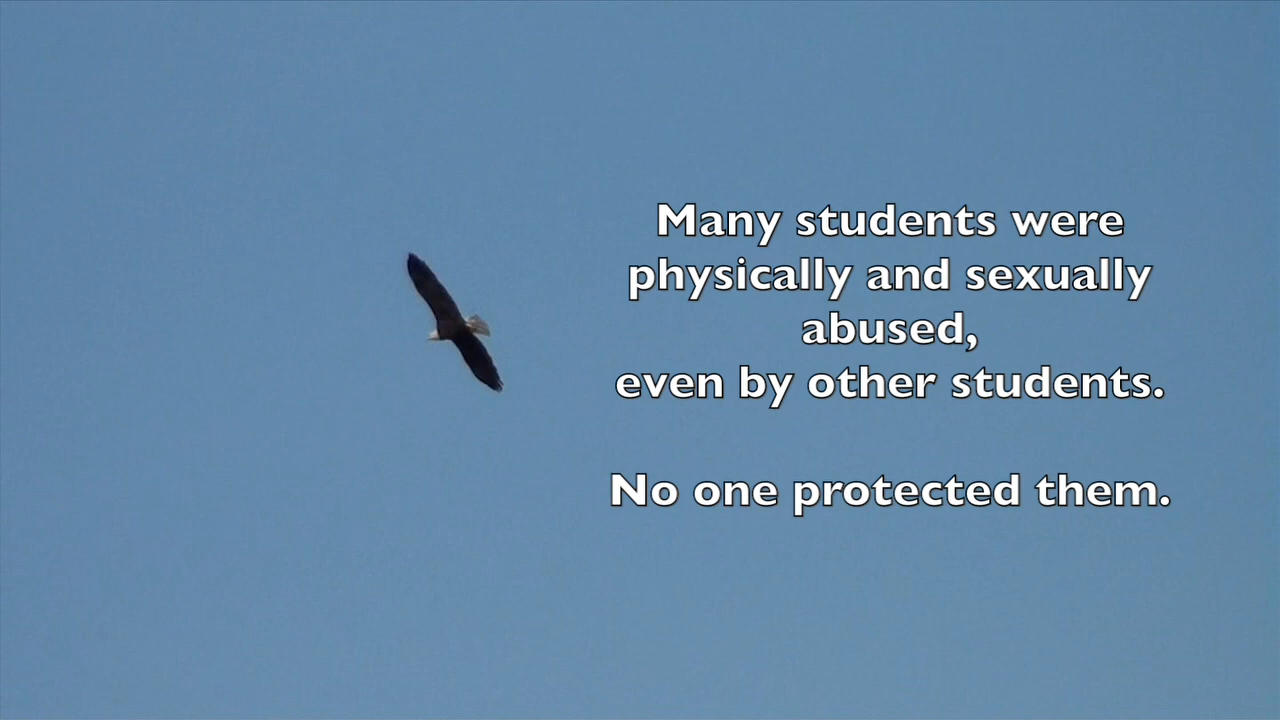 Many students were
physically and sexually
abused,
even by other students.
No one protected them.